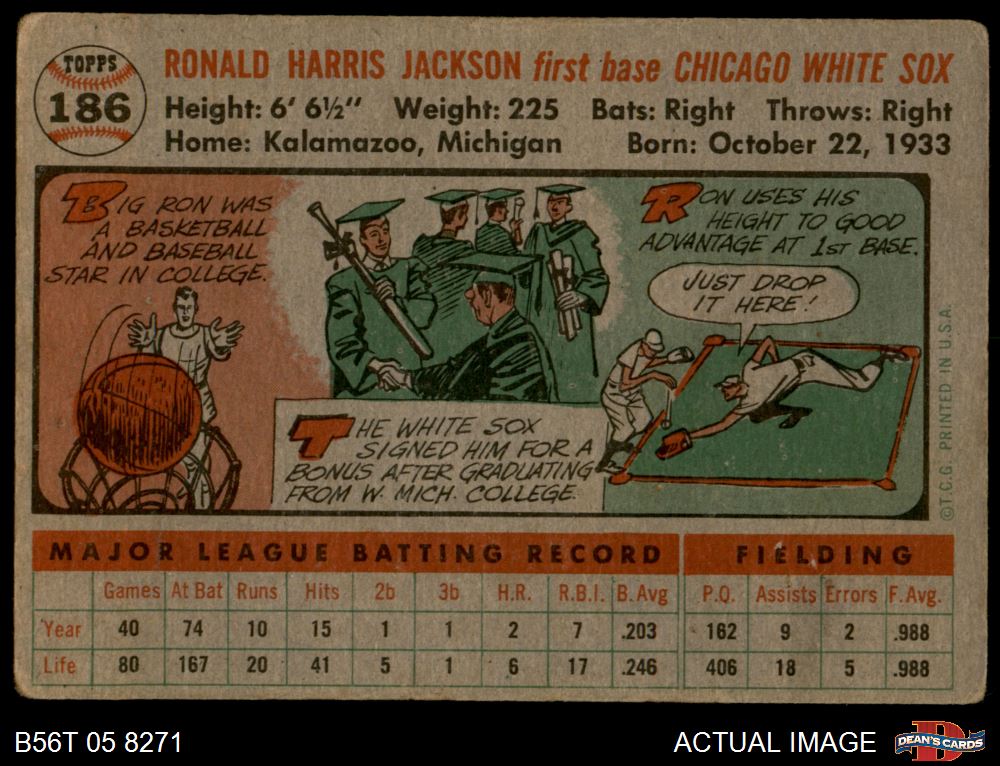 TOPPS
186
RONALD HARRIS JACKSON first base CHICAGO WHITE SOX
Height: 6' 6½" Weight: 225 Bats: Right Throws: Right
Home: Kalamazoo, Michigan Born: October 22, 1933
BIG RON WAS
A BASKETBALL
AND BASEBALL
STAR IN COLLEGE.
THE WHITE SOX
SIGNED HIM FOR A
BONUS AFTER GRADUATING
FROM W. MICH. COLLEGE.
RON USES HIS
HEIGHT TO GOOD
ADVANTAGE AT 1ST BASE.
JUST DROP
IT HERE!
©T.C.G. PRINTED IN U.S.A.
MAJOR LEAGUE BATTING RECORD FIELDING
Games At Bat Runs Hits 2b 3b H.R. R.B.I. B.Avg P.O. Assists Errors F.Avg.
Year 40 74 10 15 1 1 2 7 .203 162 9 2 .988
Life 80 167 20 41 5 1 6 17 .246 406 18 5 .988
B56T 05 8271 ACTUAL IMAGE DEAN'S CARDS